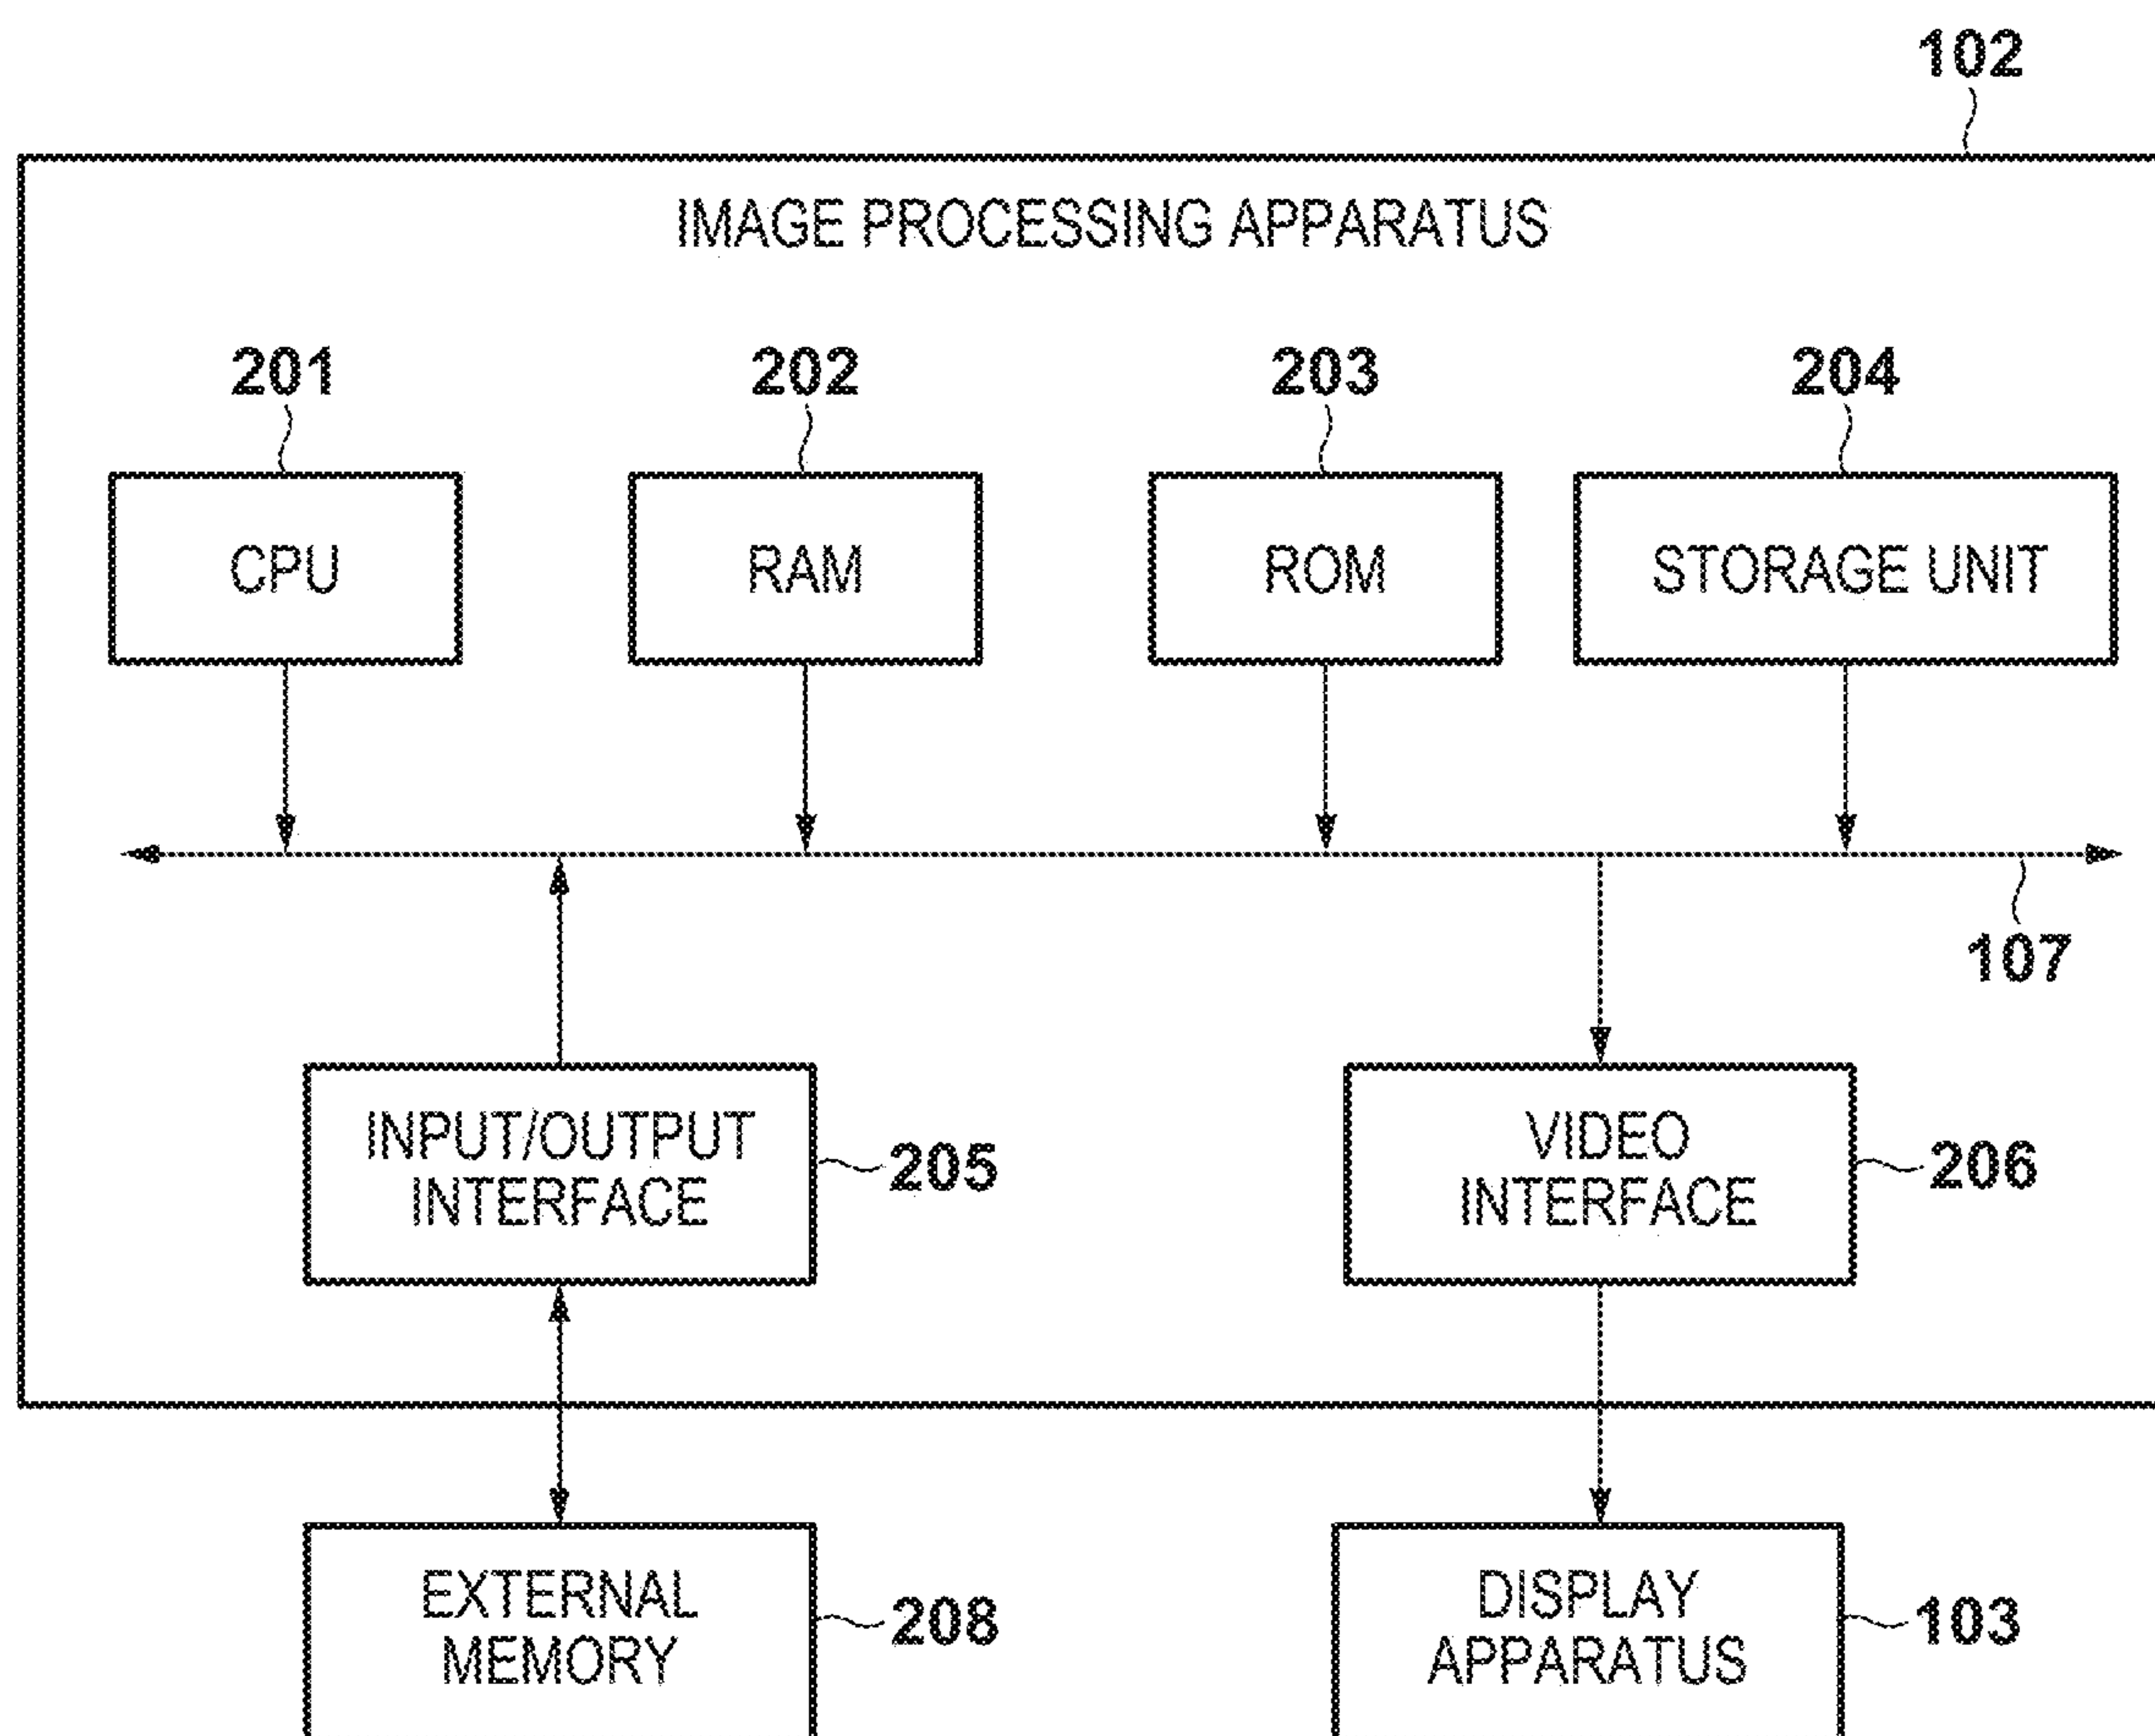 102
IMAGE PROCESSING APPARATUS
201
202
203
204
CPU
RAM
ROM
STORAGE UNIT
107
INPUT/OUTPUT
INTERFACE
205
VIDEO
INTERFACE
206
EXTERNAL
MEMORY
208
DISPLAY
APPARATUS
103